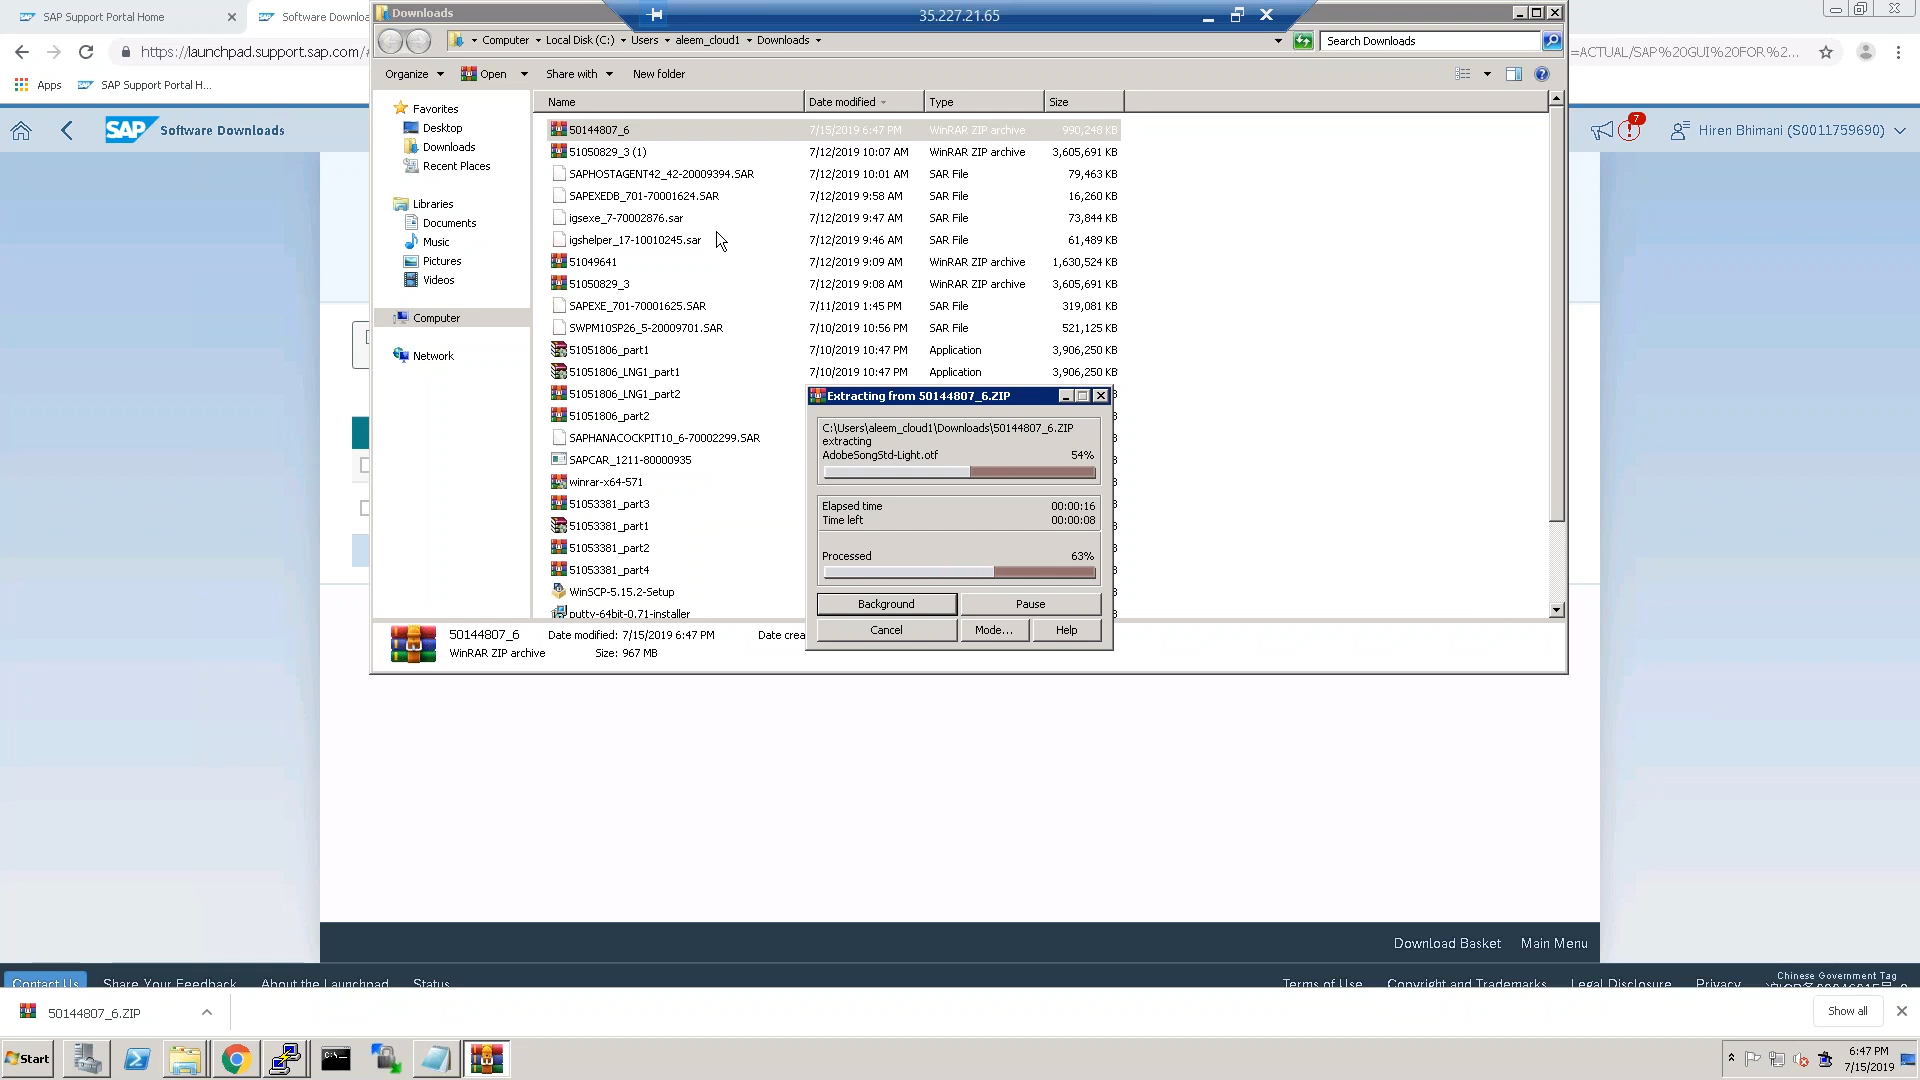 SAP Support Portal Home
Software Downloa
Downloads
35.227.21.65
https://launchpad.support.sap.com/
Computer
Local Disk (C:)
Users
aleem_cloud1
Downloads
Search Downloads
=ACTUAL/SAP%20GUI%20FOR%2...
Apps
SAP Support Portal H...
Organize
Open
Share with
New folder
SAP Software Downloads
7
Hiren Bhimani (S0011759690)
Favorites
Desktop
Downloads
Recent Places
Libraries
Documents
Music
Pictures
Videos
Computer
Network
Name Date modified Type Size
50144807_6 7/15/2019 6:47 PM WinRAR ZIP archive 990,248 KB
51050829_3 (1) 7/12/2019 10:07 AM WinRAR ZIP archive 3,605,691 KB
SAPHOSTAGENT42_42-20009394.SAR 7/12/2019 10:01 AM SAR File 79,463 KB
SAPEXEDB_701-70001624.SAR 7/12/2019 9:58 AM SAR File 16,260 KB
igsexe_7-70002876.sar 7/12/2019 9:47 AM SAR File 73,844 KB
igshelper_17-10010245.sar 7/12/2019 9:46 AM SAR File 61,489 KB
51049641 7/12/2019 9:09 AM WinRAR ZIP archive 1,630,524 KB
51050829_3 7/12/2019 9:08 AM WinRAR ZIP archive 3,605,691 KB
SAPEXE_701-70001625.SAR 7/11/2019 1:45 PM SAR File 319,081 KB
SWPM10SP26_5-20009701.SAR 7/10/2019 10:56 PM SAR File 521,125 KB
51051806_part1 7/10/2019 10:47 PM Application 3,906,250 KB
51051806_LNG1_part1 7/10/2019 10:47 PM Application 3,906,250 KB
51051806_LNG1_part2
51051806_part2
SAPHANACOCKPIT10_6-70002299.SAR
SAPCAR_1211-80000935
winrar-x64-571
51053381_part3
51053381_part1
51053381_part2
51053381_part4
WinSCP-5.15.2-Setup
putty-64bit-0.71-installer
Extracting from 50144807_6.ZIP
C:\Users\aleem_cloud1\Downloads\50144807_6.ZIP
extracting
AdobeSongStd-Light.otf 54%
Elapsed time 00:00:16
Time left 00:00:08
Processed 63%
Background
Pause
Cancel
Mode...
Help
50144807_6 Date modified: 7/15/2019 6:47 PM Date crea
WinRAR ZIP archive Size: 967 MB
Download Basket
Main Menu
Contact Us
Share Your Feedback
About the Launchpad
Status
Terms of Use
Copyright and Trademarks
Legal Disclosure
Privacy
Chinese Government Tag
50144807_6.ZIP
Show all
Start
6:47 PM
7/15/2019